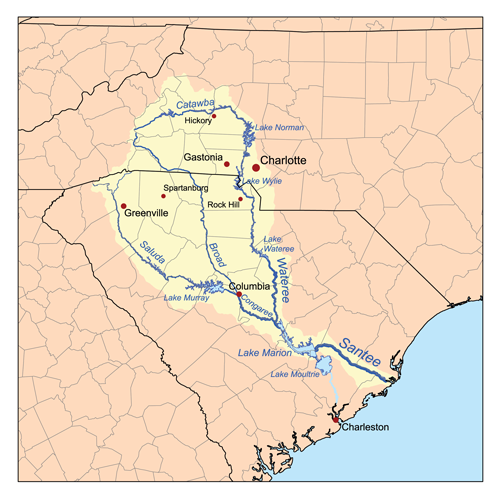 Catawba
Hickory
Lake Norman
Gastonia
Charlotte
Lake Wylie
Spartanburg
Rock Hill
Greenville
Lake
Wateree
Saluda
Broad
Wateree
Columbia
Lake Murray
Congaree
Santee
Lake Marion
Lake Moultrie
Charleston